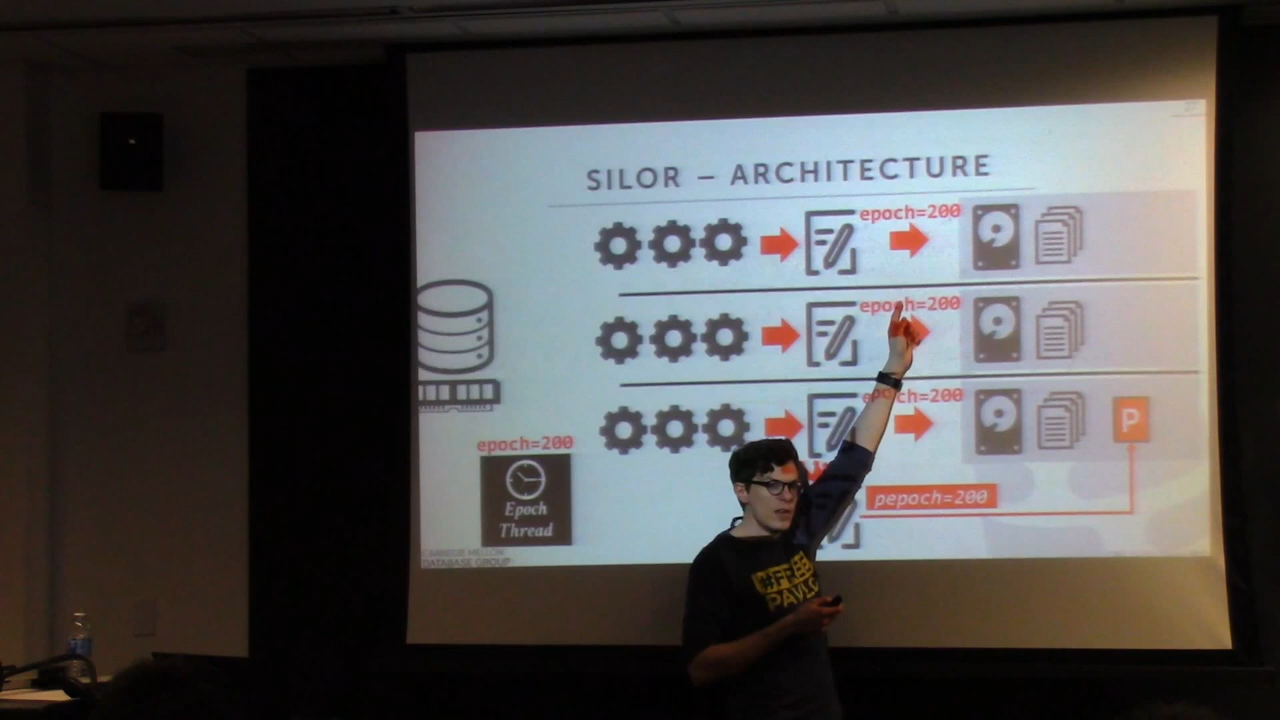 SILOR – ARCHITECTURE
epoch=200
epoch=200
epoch=200
epoch=200
Epoch
Thread
P
pepoch=200
CARNEGIE MELLON
DATABASE GROUP
#FREE
PAVLO